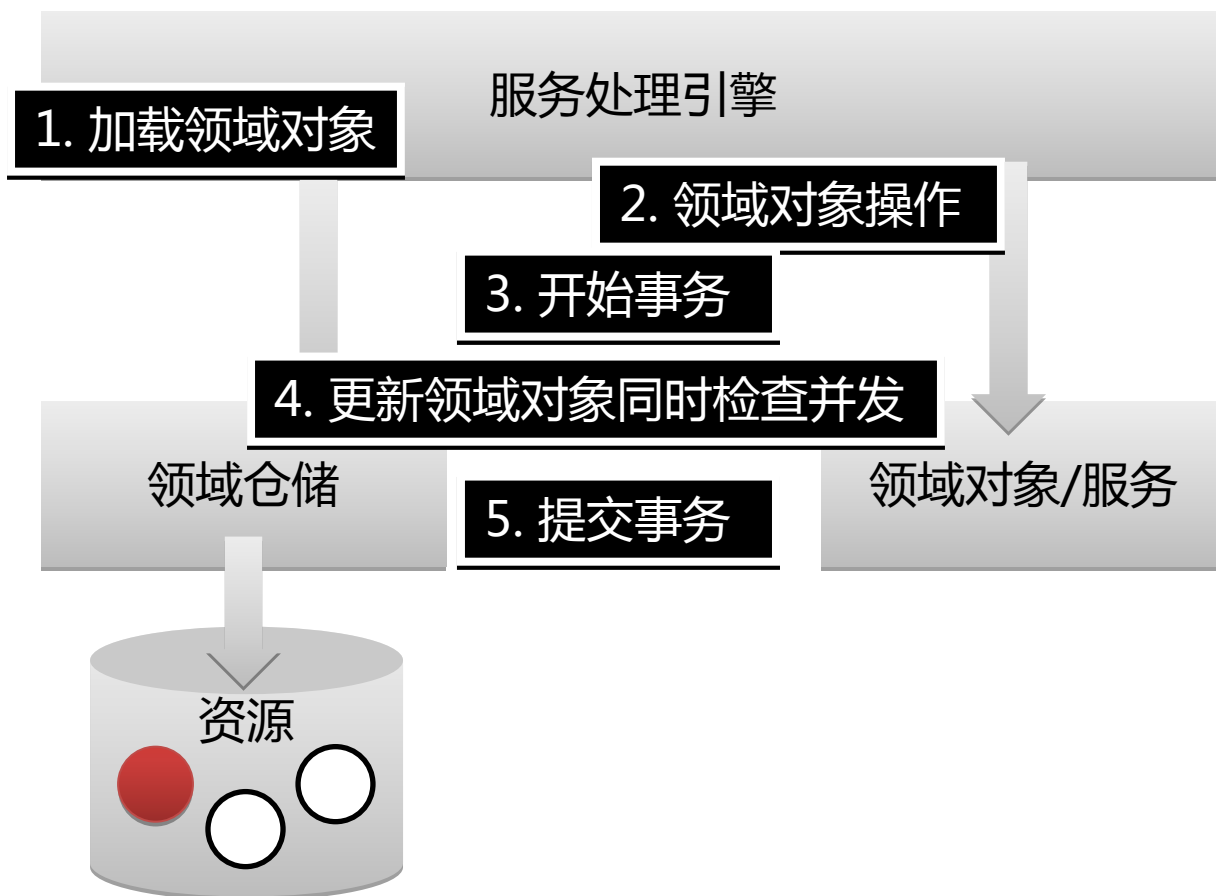 服务处理引擎
1. 加载领域对象
2. 领域对象操作
3. 开始事务
4. 更新领域对象同时检查并发
领域仓储
领域对象/服务
5. 提交事务
资源